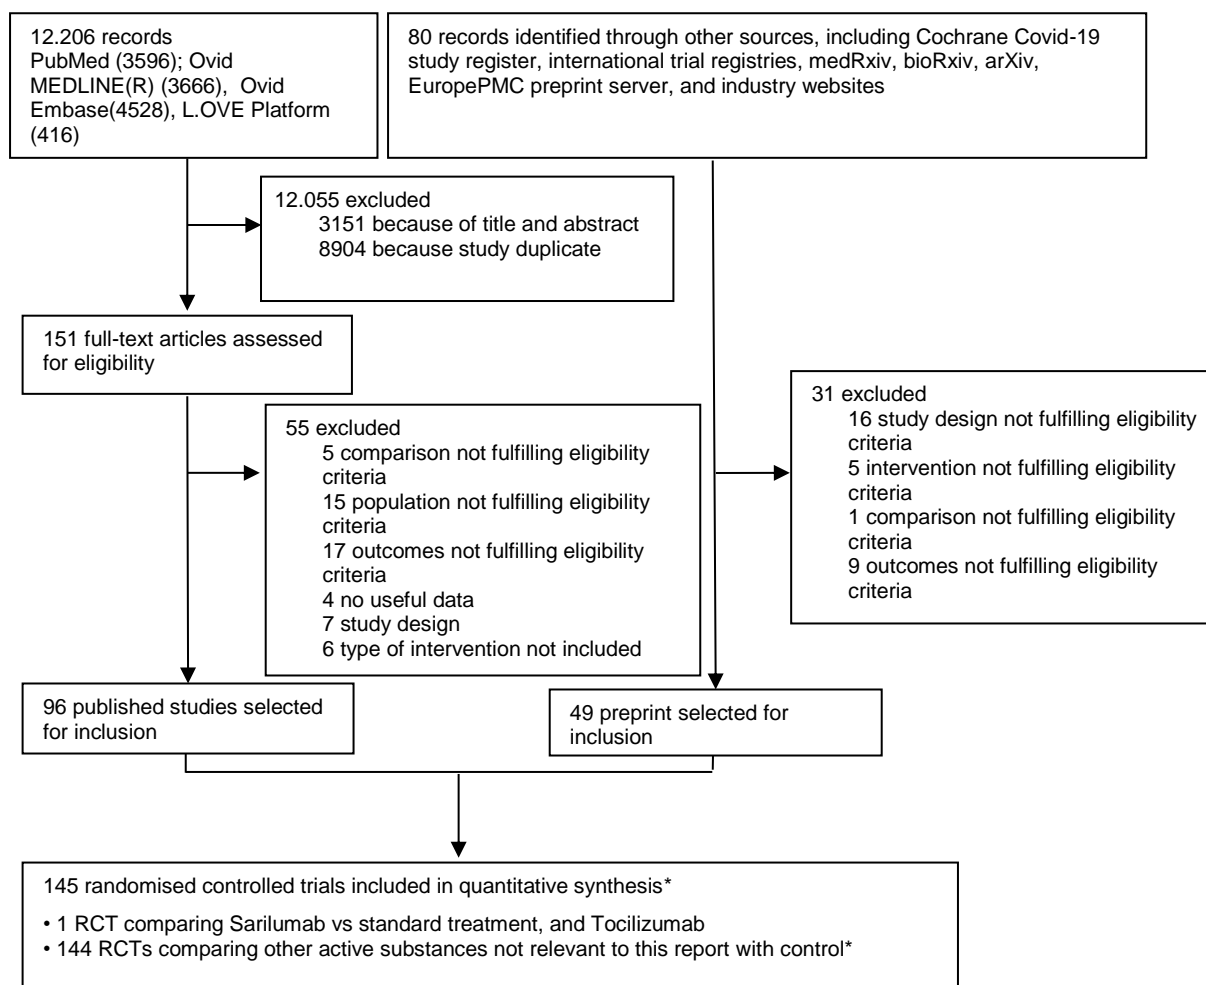 12.206 records
PubMed (3596); Ovid
MEDLINE(R) (3666), Ovid
Embase(4528), L.OVE Platform
(416)
80 records identified through other sources, including Cochrane Covid-19
study register, international trial registries, medRxiv, bioRxiv, arXiv,
EuropePMC preprint server, and industry websites
12.055 excluded
3151 because of title and abstract
8904 because study duplicate
151 full-text articles assessed
for eligibility
55 excluded
5 comparison not fulfilling eligibility
criteria
15 population not fulfilling eligibility
criteria
17 outcomes not fulfilling eligibility
criteria
4 no useful data
7 study design
6 type of intervention not included
31 excluded
16 study design not fulfilling eligibility
criteria
5 intervention not fulfilling eligibility
criteria
1 comparison not fulfilling eligibility
criteria
9 outcomes not fulfilling eligibility
criteria
96 published studies selected
for inclusion
49 preprint selected for
inclusion
145 randomised controlled trials included in quantitative synthesis*
• 1 RCT comparing Sarilumab vs standard treatment, and Tocilizumab
• 144 RCTs comparing other active substances not relevant to this report with control*